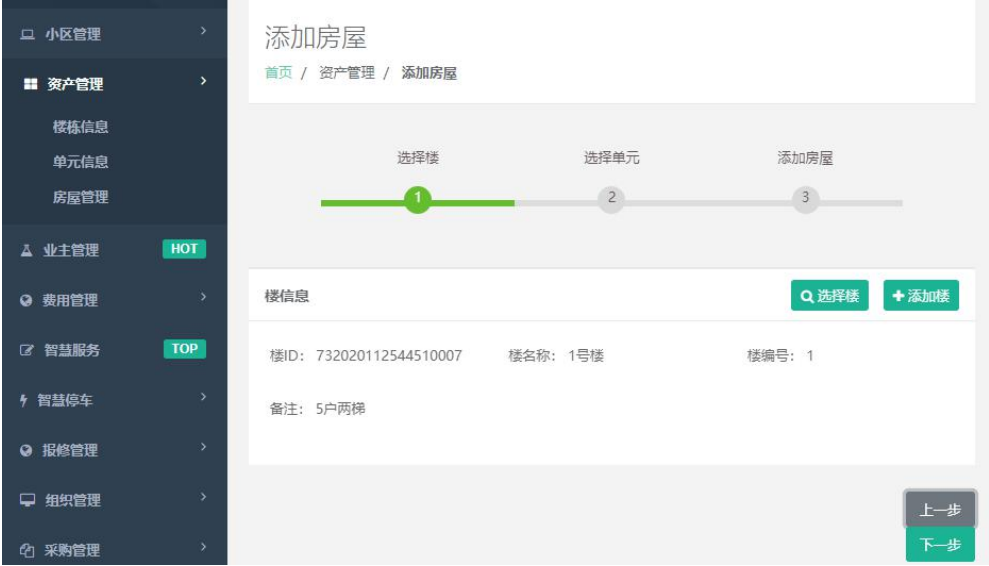 小区管理
资产管理
楼栋信息
单元信息
房屋管理
业主管理 HOT
费用管理
智慧服务 TOP
智慧停车
报修管理
组织管理
采购管理
添加房屋
首页 / 资产管理 / 添加房屋
选择楼 选择单元 添加房屋
1 2 3
楼信息 选择楼 添加楼
楼ID: 732020112544510007 楼名称: 1号楼 楼编号: 1
备注: 5户两梯
上一步
下一步